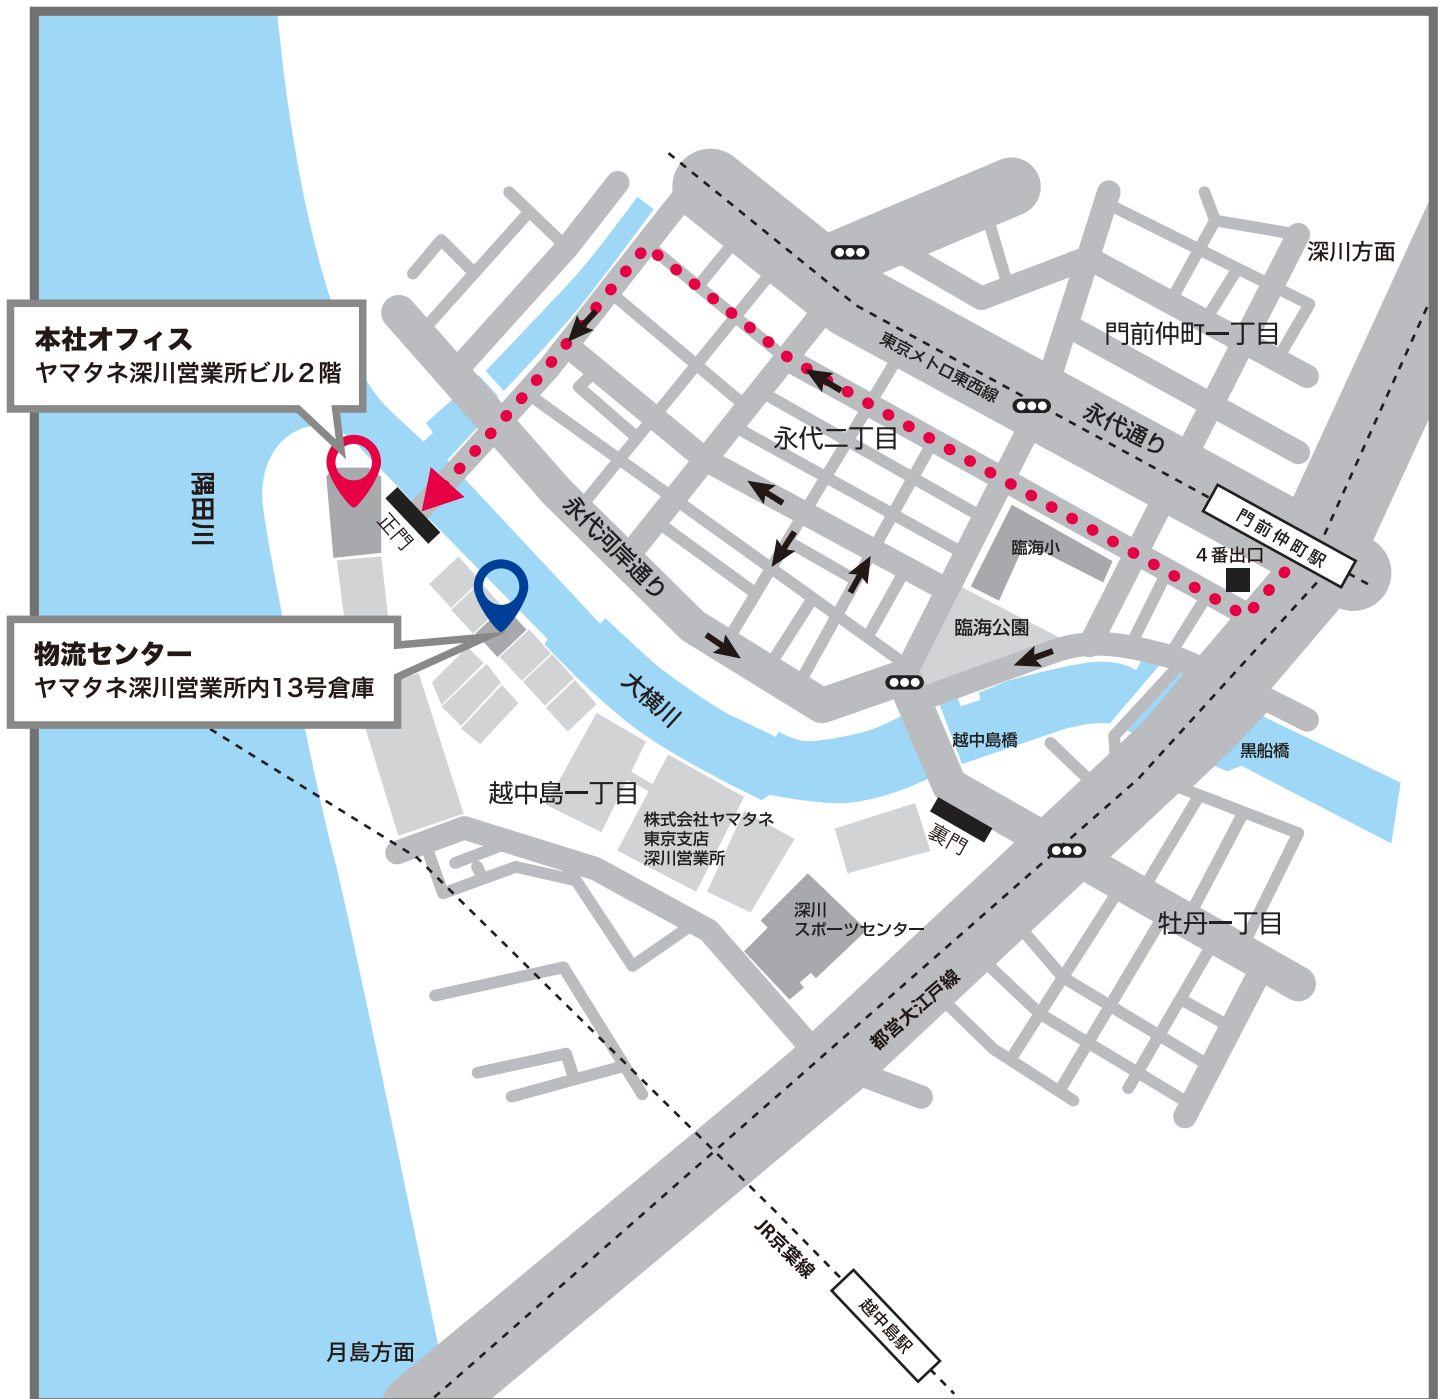 深川方面
門前仲町一丁目
本社オフィス
ヤマタネ深川営業所ビル２階
東京メトロ東西線
永代通り
永代二丁目
隅田川
正門
門前仲町駅
４番出口
臨海小
永代河岸通り
臨海公園
物流センター
ヤマタネ深川営業所内13号倉庫
大横川
越中島橋
黒船橋
越中島一丁目
株式会社ヤマタネ
東京支店
深川営業所
裏門
深川
スポーツセンター
牡丹一丁目
都営大江戸線
JR京葉線
越中島駅
月島方面